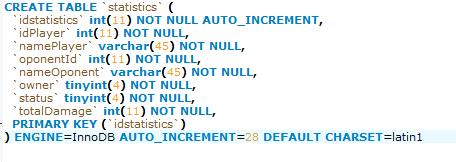 CREATE TABLE `statistics` (
`idstatistics` int(11) NOT NULL AUTO_INCREMENT,
`idPlayer` int(11) NOT NULL,
`namePlayer` varchar(45) NOT NULL,
`oponentId` int(11) NOT NULL,
`nameOponent` varchar(45) NOT NULL,
`owner` tinyint(4) NOT NULL,
`status` tinyint(4) NOT NULL,
`totalDamage` int(11) NOT NULL,
PRIMARY KEY (`idstatistics`)
) ENGINE=InnoDB AUTO_INCREMENT=28 DEFAULT CHARSET=latin1